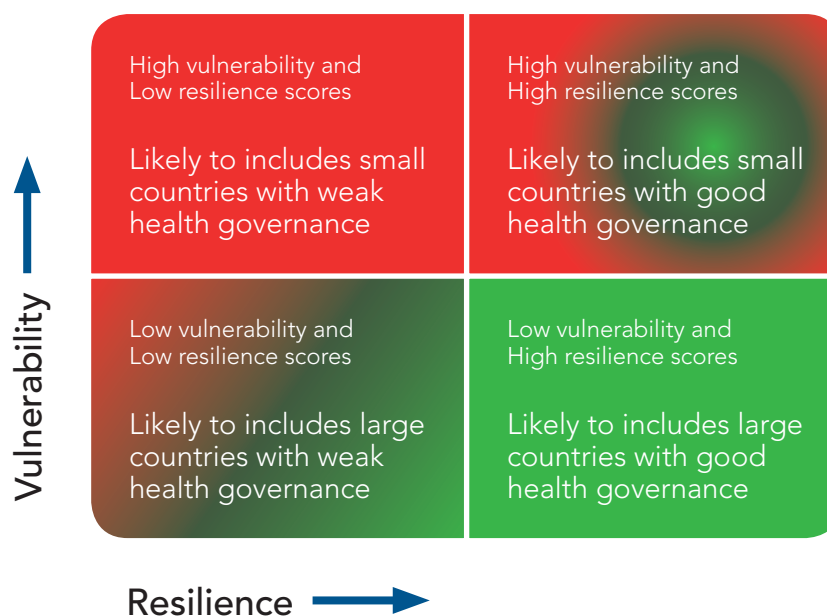 High vulnerability and
Low resilience scores
Likely to includes small
countries with weak
health governance
High vulnerability and
High resilience scores
Likely to includes small
countries with good
health governance
Vulnerability
Low vulnerability and
Low resilience scores
Likely to includes large
countries with weak
health governance
Low vulnerability and
High resilience scores
Likely to includes large
countries with good
health governance
Resilience